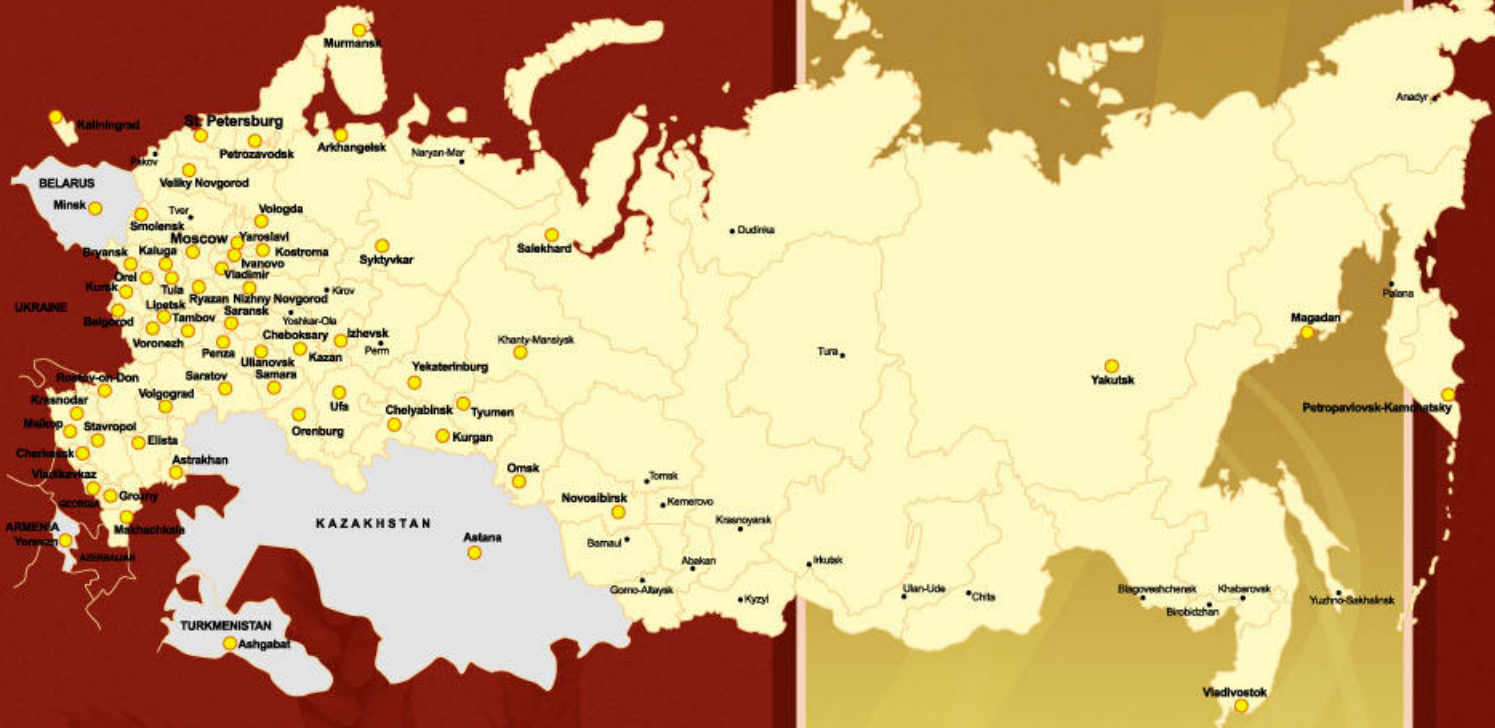 Murmansk
Anadyr
Kaliningrad
St. Petersburg
Petrozavodsk
Arkhangelsk
Naryan-Mar
Pskov
Veliky Novgorod
BELARUS
Minsk
Tver
Vologda
Smolensk
Moscow
Yaroslavl
Kostroma
Dudinka
Salekhard
Syktyvkar
Bryansk
Kaluga
Ivanovo
Vladimir
Orel
Kursk
Tula
Ryazan
Nizhny Novgorod
Kirov
Palana
UKRAINE
Lipetsk
Saransk
Belgorod
Tambov
Yoshkar-Ola
Magadan
Voronezh
Cheboksary
Izhevsk
Penza
Kazan
Perm
Khanty-Mansiysk
Tura
Ulianovsk
Yekaterinburg
Yakutsk
Rostov-on-Don
Saratov
Samara
Krasnodar
Volgograd
Ufa
Chelyabinsk
Tyumen
Petropavlovsk-Kamchatsky
Maikop
Stavropol
Elista
Orenburg
Kurgan
Cherkessk
Astrakhan
Vladikavkaz
Omsk
Tomsk
Grojny
Novosibirsk
Kemerovo
GEORGIA
Krasnoyarsk
ARMENIA
Makhachkala
KAZAKHSTAN
Yerevan
Astana
Barnaul
AZERBAIJAN
Abakan
Irkutsk
Gorno-Altaysk
Ulan-Ude
Chita
Blagoveshchensk
Khabarovsk
Kyzyl
Birobidzhan
Yuzhno-Sakhalinsk
TURKMENISTAN
Ashgabat
Vladivostok